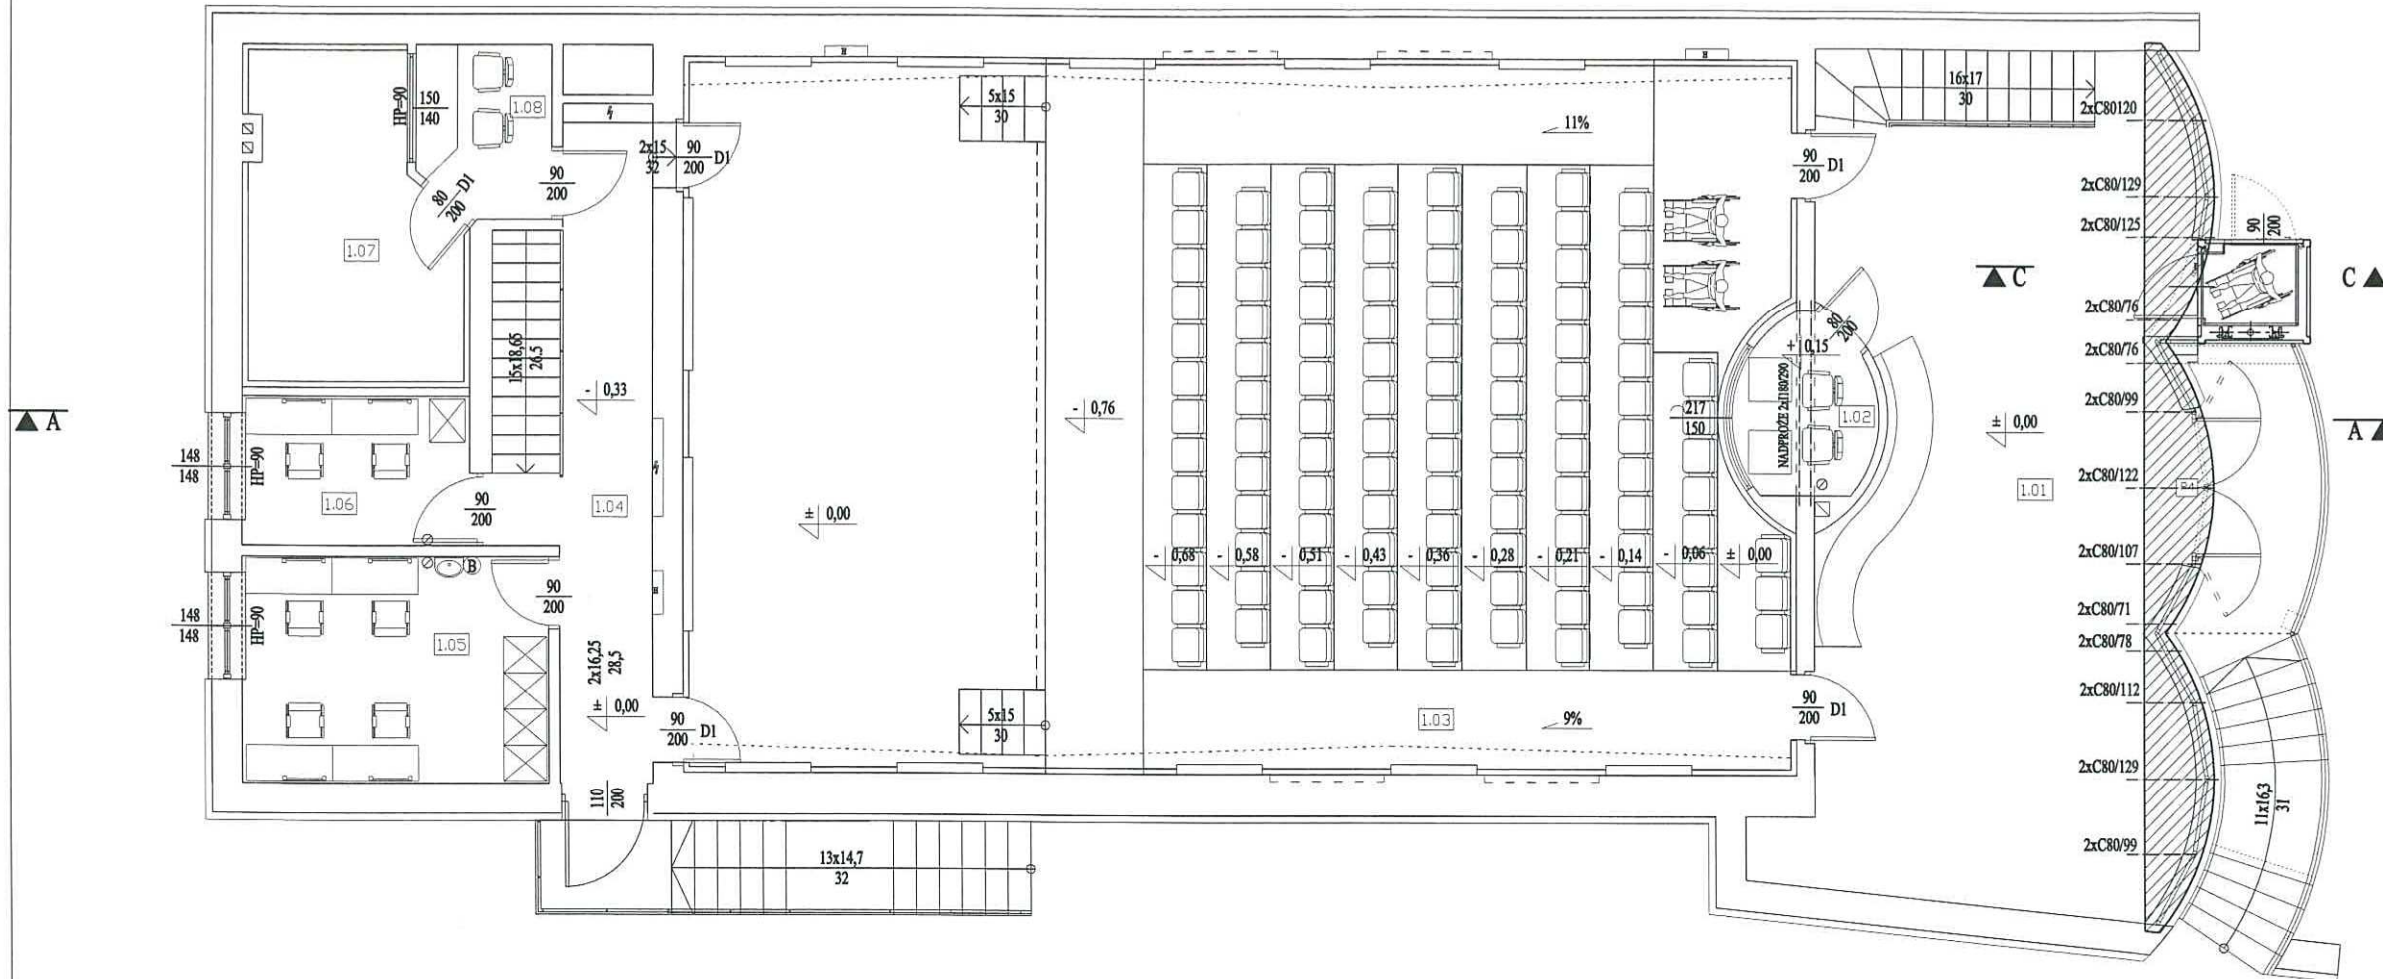 HP=90
150
140
1.08
5x15
30
11%
16x17
30
2xC80120
2x15
32
90
200
D1
90
200
80
200
D1
90
200
D1
2xC80/129
2xC80/125
90
200
1.07
C
C
2xC80/76
2xC80/76
80
200
+ 0,15
15x18,65
26.5
- 0,33
- 0,76
217
150
NADPROŻE 2xI180/290
1.02
± 0,00
2xC80/99
A
A
148
148
HP=90
1.06
90
200
1.04
± 0,00
2xC80/122
1.01
- 0,68
- 0,58
- 0,51
- 0,43
- 0,36
- 0,28
- 0,21
- 0,14
- 0,06
± 0,00
2xC80/107
B
H
90
200
148
148
HP=90
1.05
2x16,25
28,5
2xC80/71
2xC80/78
± 0,00
90
200
D1
5x15
30
1.03
9%
90
200
D1
2xC80/112
2xC80/129
110
200
11x16,3
31
13x14,7
32
2xC80/99